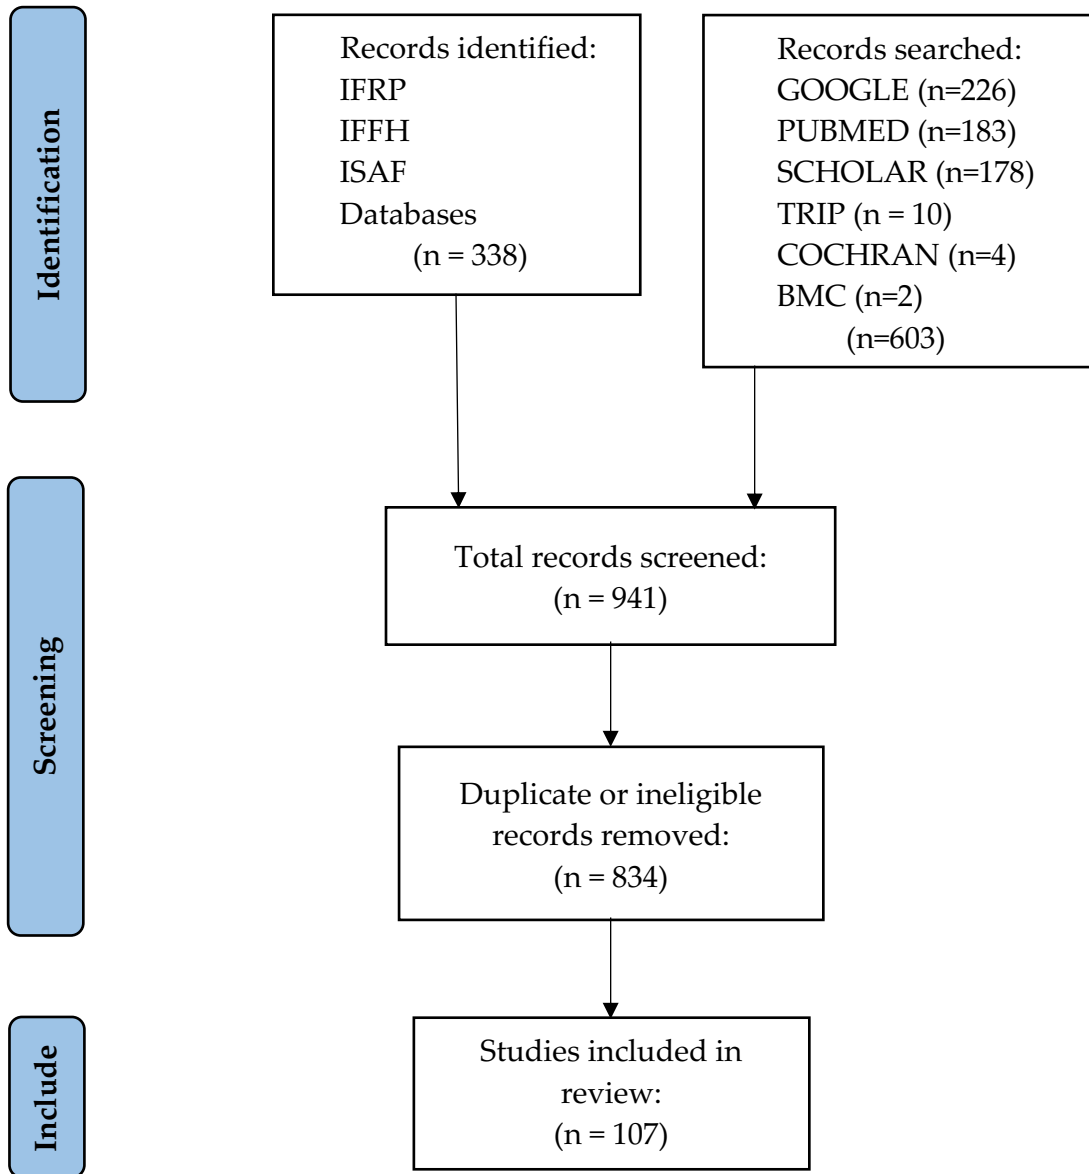 Identification
Records identified:
IFRP
IFFH
ISAF
Databases
(n = 338)
Records searched:
GOOGLE (n=226)
PUBMED (n=183)
SCHOLAR (n=178)
TRIP (n = 10)
COCHRAN (n=4)
BMC (n=2)
(n=603)
Screening
Total records screened:
(n = 941)
Duplicate or ineligible
records removed:
(n = 834)
Include
Studies included in
review:
(n = 107)